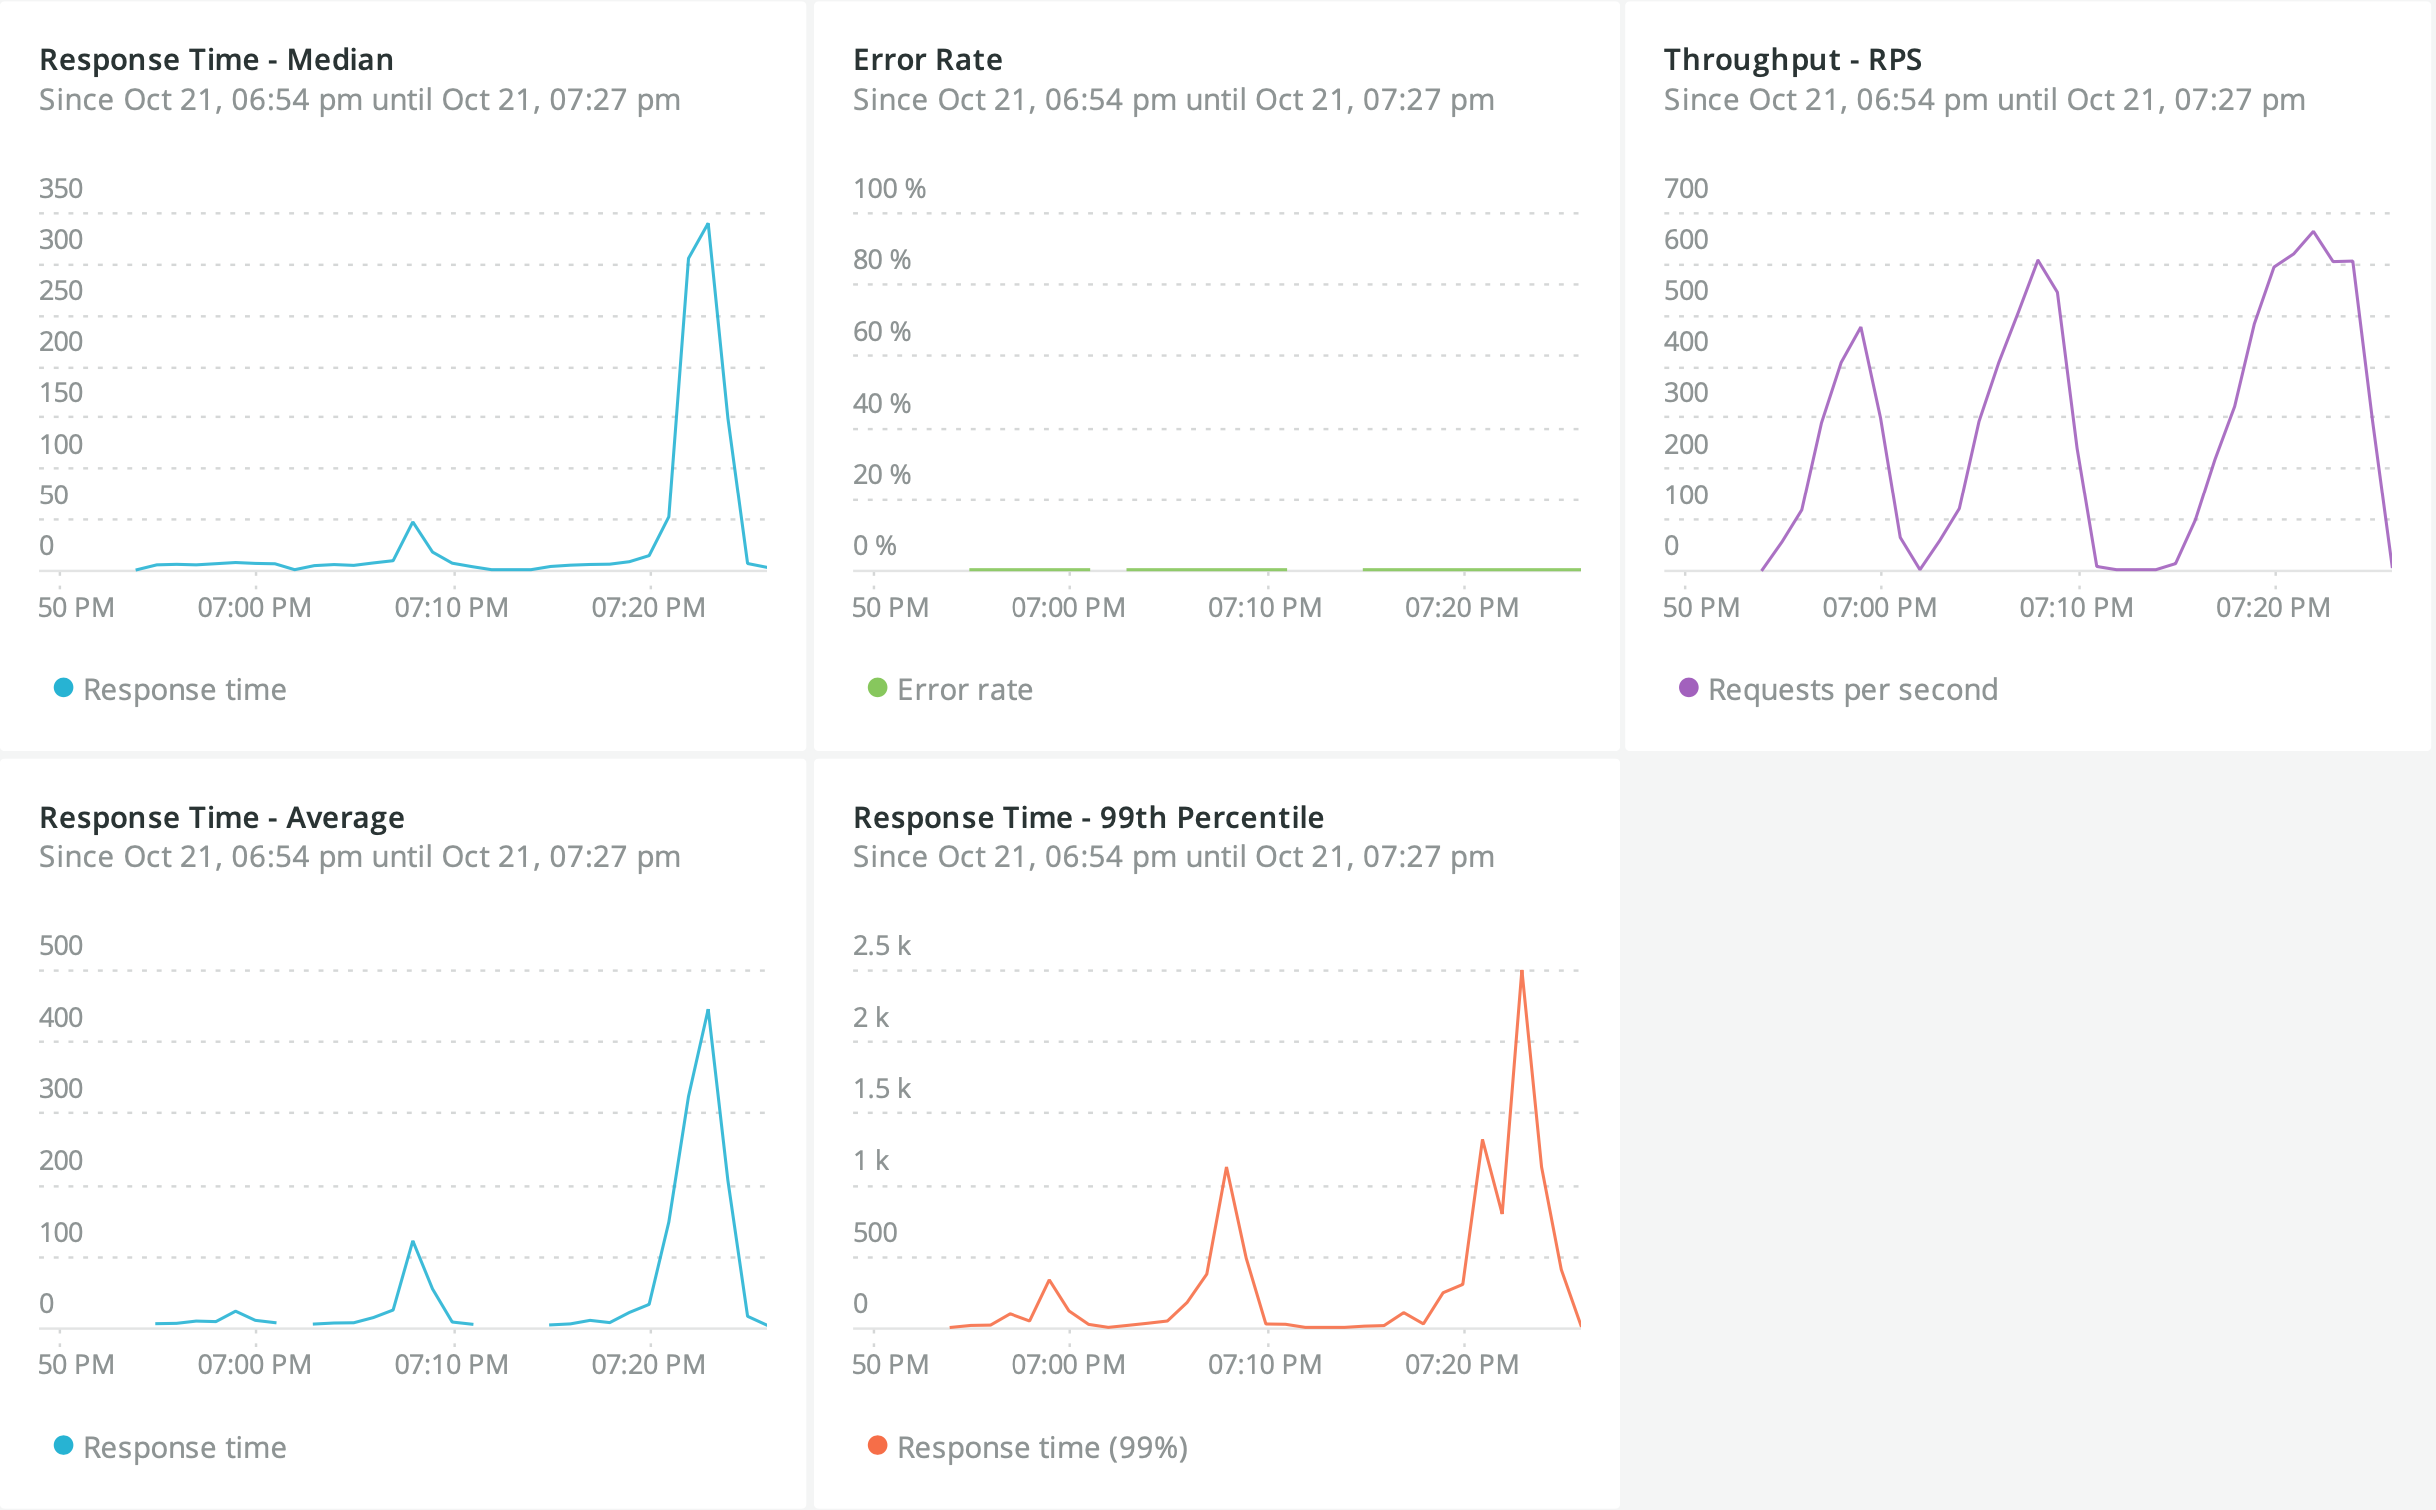 Response Time - Median
Since Oct 21, 06:54 pm until Oct 21, 07:27 pm
350
300
250
200
150
100
50
0
50 PM 07:00 PM 07:10 PM 07:20 PM
Response time
Error Rate
Since Oct 21, 06:54 pm until Oct 21, 07:27 pm
100 %
80 %
60 %
40 %
20 %
0 %
50 PM 07:00 PM 07:10 PM 07:20 PM
Error rate
Throughput - RPS
Since Oct 21, 06:54 pm until Oct 21, 07:27 pm
700
600
500
400
300
200
100
0
50 PM 07:00 PM 07:10 PM 07:20 PM
Requests per second
Response Time - Average
Since Oct 21, 06:54 pm until Oct 21, 07:27 pm
500
400
300
200
100
0
50 PM 07:00 PM 07:10 PM 07:20 PM
Response time
Response Time - 99th Percentile
Since Oct 21, 06:54 pm until Oct 21, 07:27 pm
2.5 k
2 k
1.5 k
1 k
500
0
50 PM 07:00 PM 07:10 PM 07:20 PM
Response time (99%)